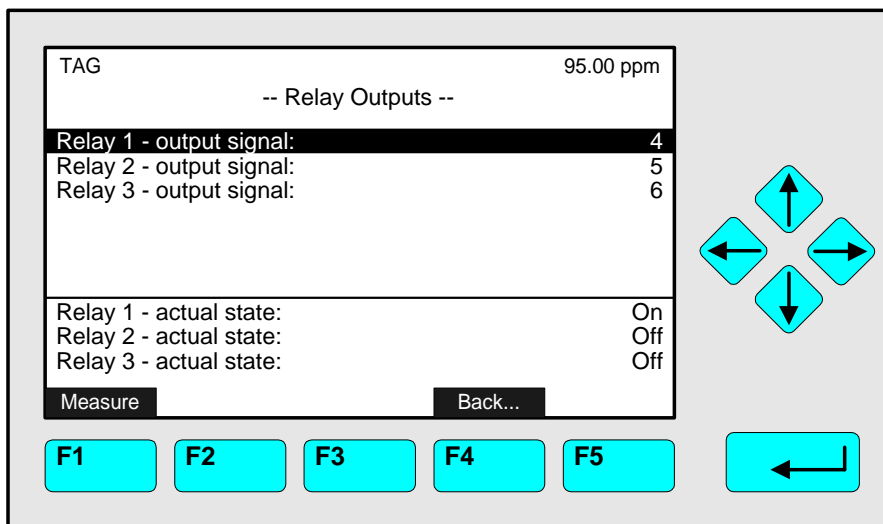 TAG 95.00 ppm
-- Relay Outputs --
Relay 1 - output signal: 4
Relay 2 - output signal: 5
Relay 3 - output signal: 6
Relay 1 - actual state: On
Relay 2 - actual state: Off
Relay 3 - actual state: Off
Measure Back...
F1 F2 F3 F4 F5